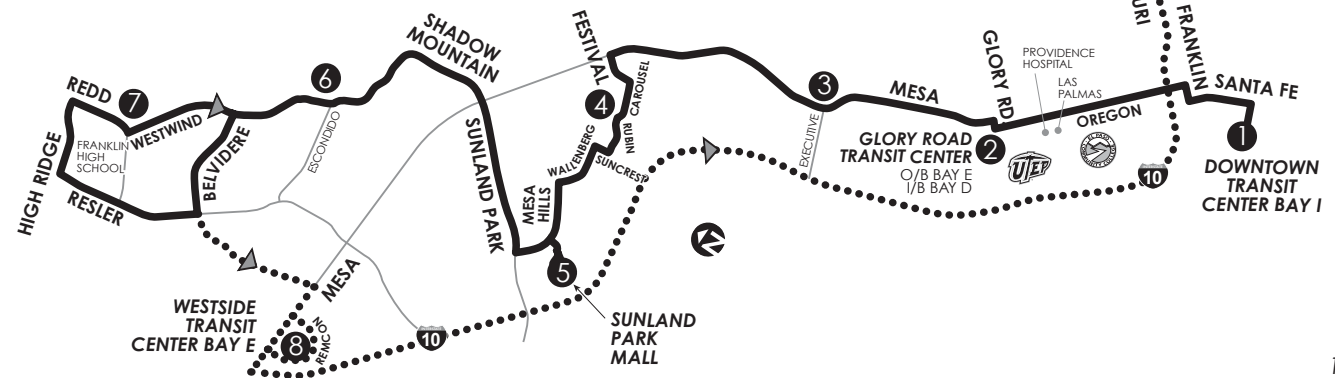 SHADOW
MOUNTAIN
FESTIVAL
URI
FRANKLIN
REDD
7
WESTWIND
6
4
CAROUSEL
3
MESA
GLORY RD
PROVIDENCE
HOSPITAL
LAS
PALMAS
OREGON
SANTA FE
1
DOWNTOWN
TRANSIT
CENTER BAY I
HIGH RIDGE
FRANKLIN
HIGH
SCHOOL
RESLER
BELVIDERE
ESCONDIDO
SUNLAND PARK
WALLENBERG
RUBIN
SUNCREST
MESA
HILLS
EXECUTIVE
GLORY ROAD
TRANSIT CENTER
O/B BAY E
I/B BAY D
2
UTEP
10
5
SUNLAND
PARK
MALL
MESA
WESTSIDE
TRANSIT
CENTER BAY E
8
REMCON
10